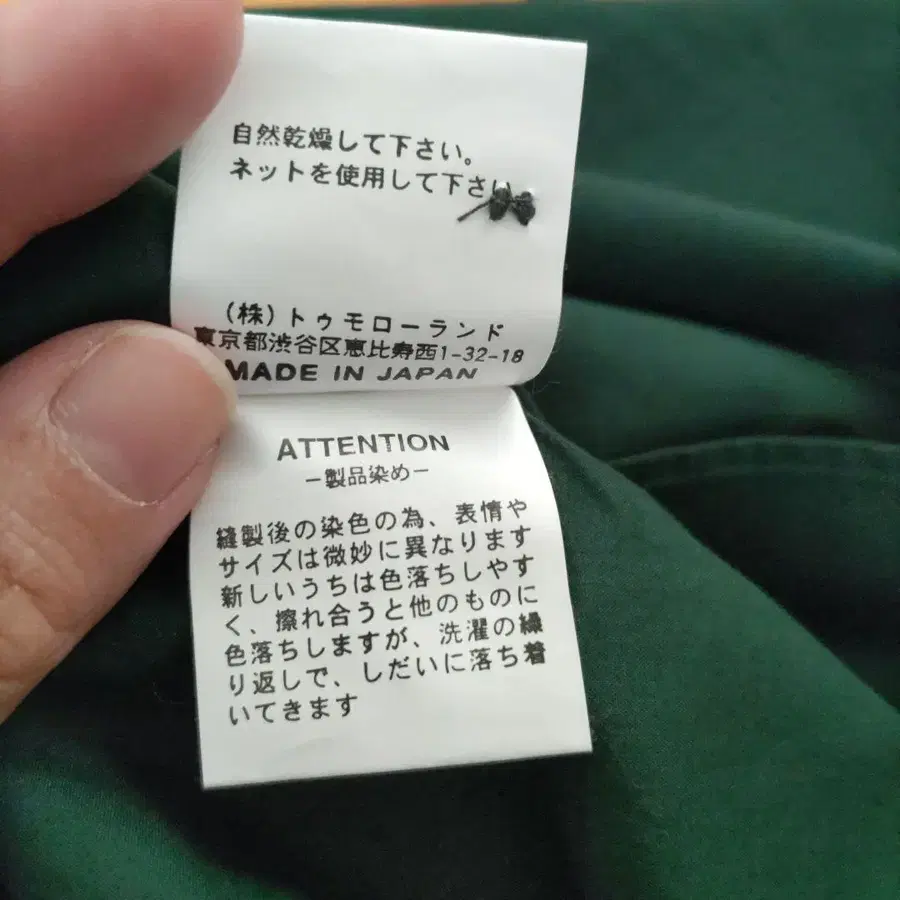 自然乾燥して下さい。
ネットを使用して下さい
(株)トゥモローランド
東京都渋谷区恵比寿西1-32-18
MADE IN JAPAN
ATTENTION
−製品染め−
縫製後の染色の為、表情や
サイズは微妙に異なります
新しいうちは色落ちしやす
く、擦れ合うと他のものに
色落ちしますが、洗濯の繰
り返しで、しだいに落ち着
いてきます